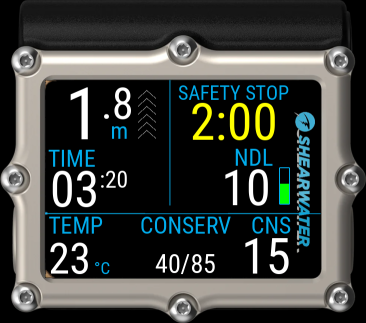 1.8 m
SAFETY STOP
2:00
TIME
03:20
NDL
10
SHEARWATER
TEMP CONSERV CNS
23°C 40/85 15